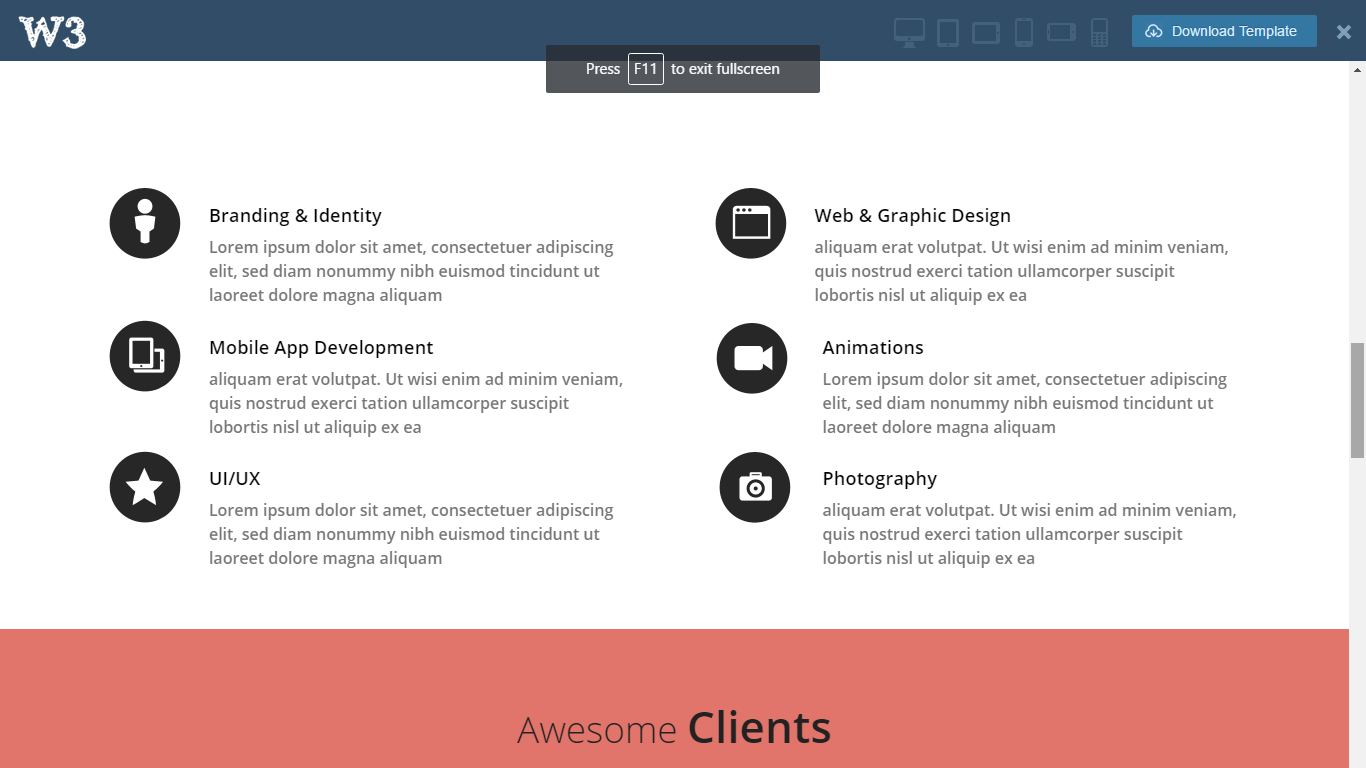 W3
Download Template
Press F11 to exit fullscreen
Branding & Identity
Lorem ipsum dolor sit amet, consectetuer adipiscing
elit, sed diam nonummy nibh euismod tincidunt ut
laoreet dolore magna aliquam
Web & Graphic Design
aliquam erat volutpat. Ut wisi enim ad minim veniam,
quis nostrud exerci tation ullamcorper suscipit
lobortis nisl ut aliquip ex ea
Mobile App Development
aliquam erat volutpat. Ut wisi enim ad minim veniam,
quis nostrud exerci tation ullamcorper suscipit
lobortis nisl ut aliquip ex ea
Animations
Lorem ipsum dolor sit amet, consectetuer adipiscing
elit, sed diam nonummy nibh euismod tincidunt ut
laoreet dolore magna aliquam
UI/UX
Lorem ipsum dolor sit amet, consectetuer adipiscing
elit, sed diam nonummy nibh euismod tincidunt ut
laoreet dolore magna aliquam
Photography
aliquam erat volutpat. Ut wisi enim ad minim veniam,
quis nostrud exerci tation ullamcorper suscipit
lobortis nisl ut aliquip ex ea
Awesome Clients